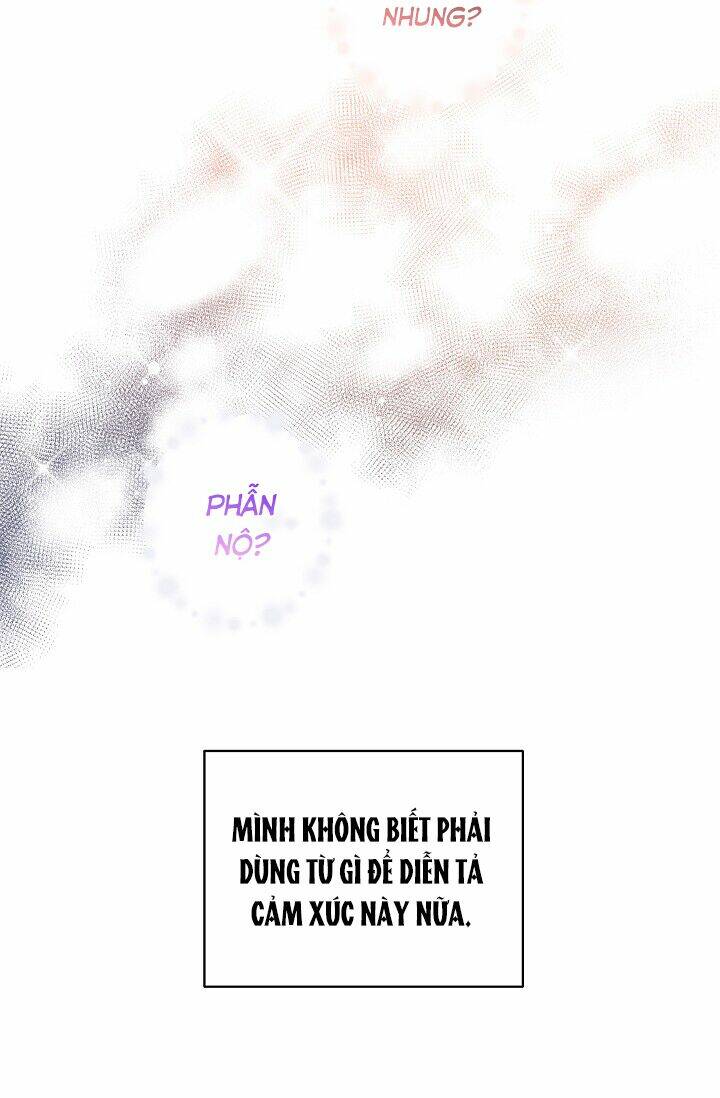 NHUNG?
PHẪN
NỘ?
MÌNH KHÔNG BIẾT PHẢI
DÙNG TỪ GÌ ĐỂ DIỄN TẢ
CẢM XÚC NÀY NỮA.